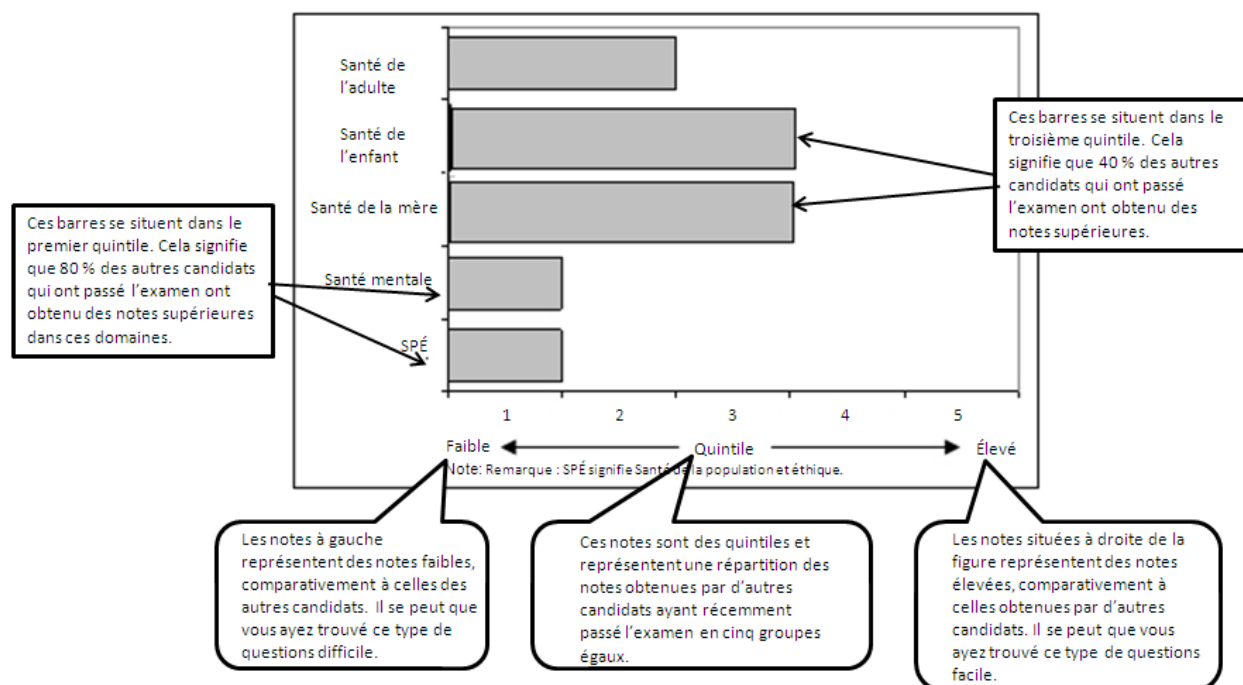 Santé de
l'adulte
Santé de
l'enfant
Santé de la mère
Santé mentale
SPÉ
Ces barres se situent dans le
premier quintile. Cela signifie
que 80 % des autres candidats
qui ont passé l'examen ont
obtenu des notes supérieures
dans ces domaines.
Ces barres se situent dans le
troisième quintile. Cela
signifie que 40 % des autres
candidats qui ont passé
l'examen ont obtenu des
notes supérieures.
1 2 3 4 5
Faible Quintile Élevé
Note: Remarque : SPÉ signifie Santé de la population et éthique.
Les notes à gauche
représentent des notes faibles,
comparativement à celles des
autres candidats. Il se peut que
vous ayez trouvé ce type de
questions difficile.
Ces notes sont des quintiles et
représentent une répartition des
notes obtenues par d'autres
candidats ayant récemment
passé l'examen en cinq groupes
égaux.
Les notes situées à droite de la
figure représentent des notes
élevées, comparativement à
celles obtenues par d'autres
candidats. Il se peut que vous
ayez trouvé ce type de questions
facile.